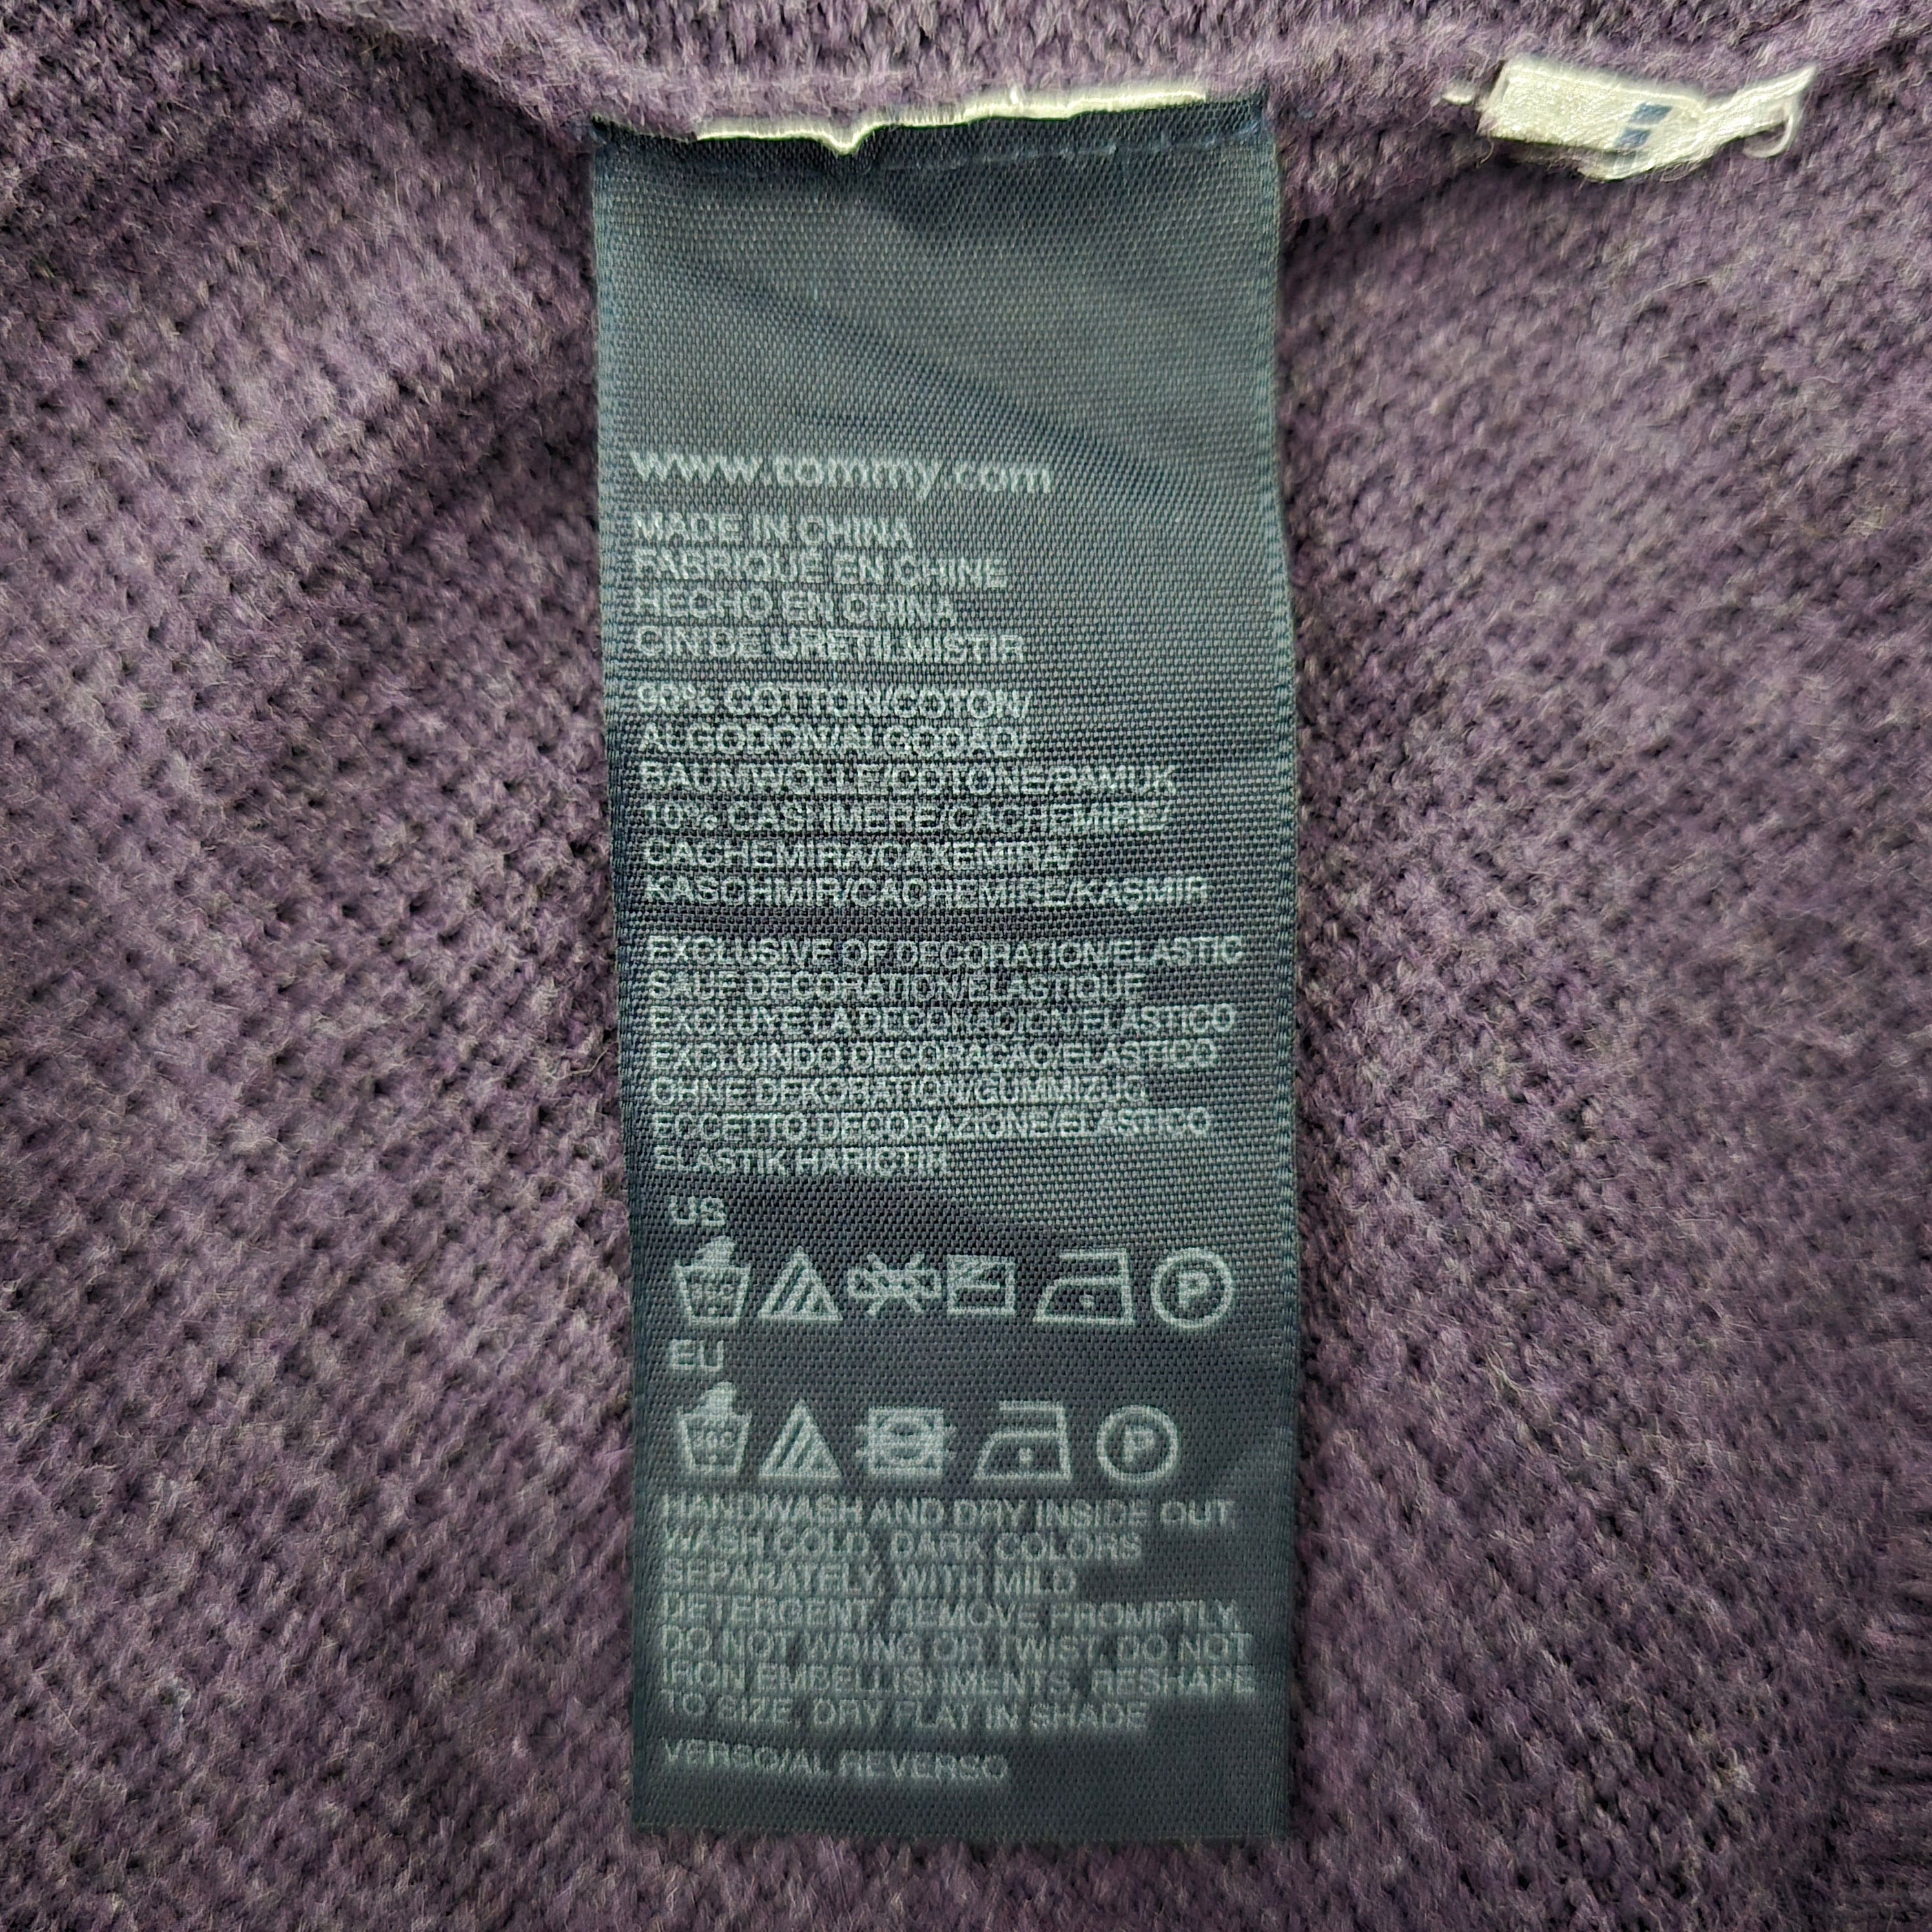 www.tommy.com
MADE IN CHINA
FABRIQUÉ EN CHINE
HECHO EN CHINA
CIN DE URETILMISTIR
90% COTTON/COTON/
ALGODÓN/ALGODAO/
BAUMWOLLE/COTONE/PAMUK
10% CASHMERE/CACHEMIRE/
CACHEMIRA/CAXEMIRA/
KASCHMIR/CACHEMIRE/KASMIR
EXCLUSIVE OF DECORATION/ELASTIC
SAUF DECORATION/ELASTIQUE
EXCLUYE LA DECORACION/ELASTICO
EXCLUINDO DECORAÇAO/ELASTICO
OHNE DEKORATION/GUMMIZUG
ECCETTO DECORAZIONE/ELASTICO
ELASTIK HARICTIR
US
P
EU
P
HANDWASH AND DRY INSIDE OUT
WASH COLD, DARK COLORS
SEPARATELY, WITH MILD
DETERGENT, REMOVE PROMPTLY,
DO NOT WRING OR TWIST, DO NOT
IRON EMBELLISHMENTS, RESHAPE
TO SIZE, DRY FLAT IN SHADE
VERSO/AL REVERSO